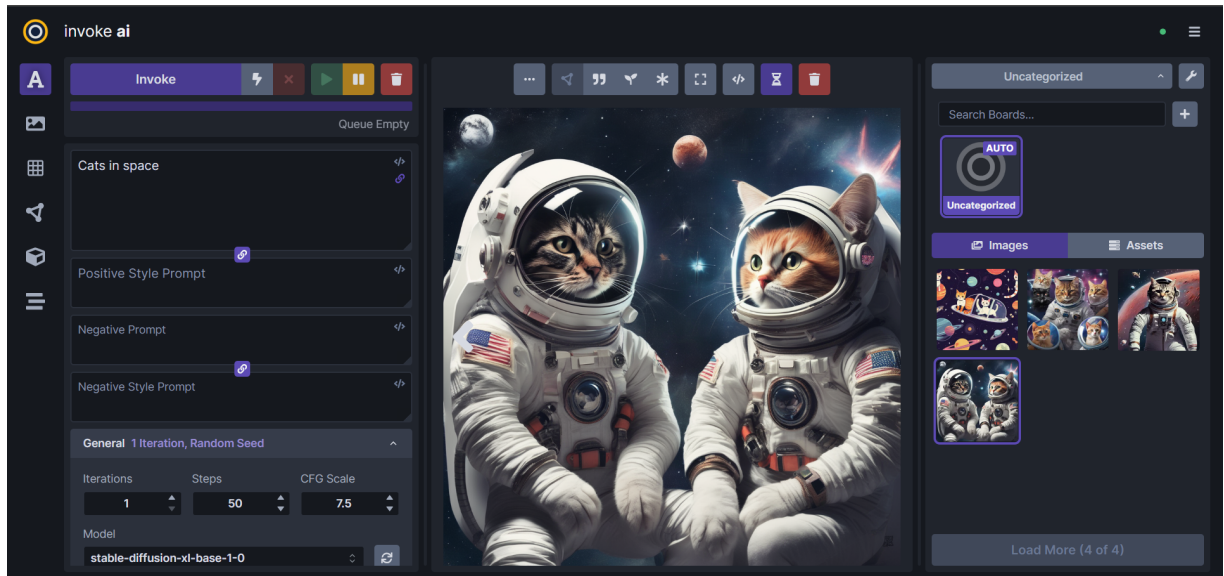 invoke ai
Invoke
Queue Empty
Cats in space
Positive Style Prompt
Negative Prompt
Negative Style Prompt
General 1 Iteration, Random Seed
Iterations Steps CFG Scale
1 50 7.5
Model
stable-diffusion-xl-base-1-0
Uncategorized
Search Boards...
AUTO
Uncategorized
Images Assets
Load More (4 of 4)